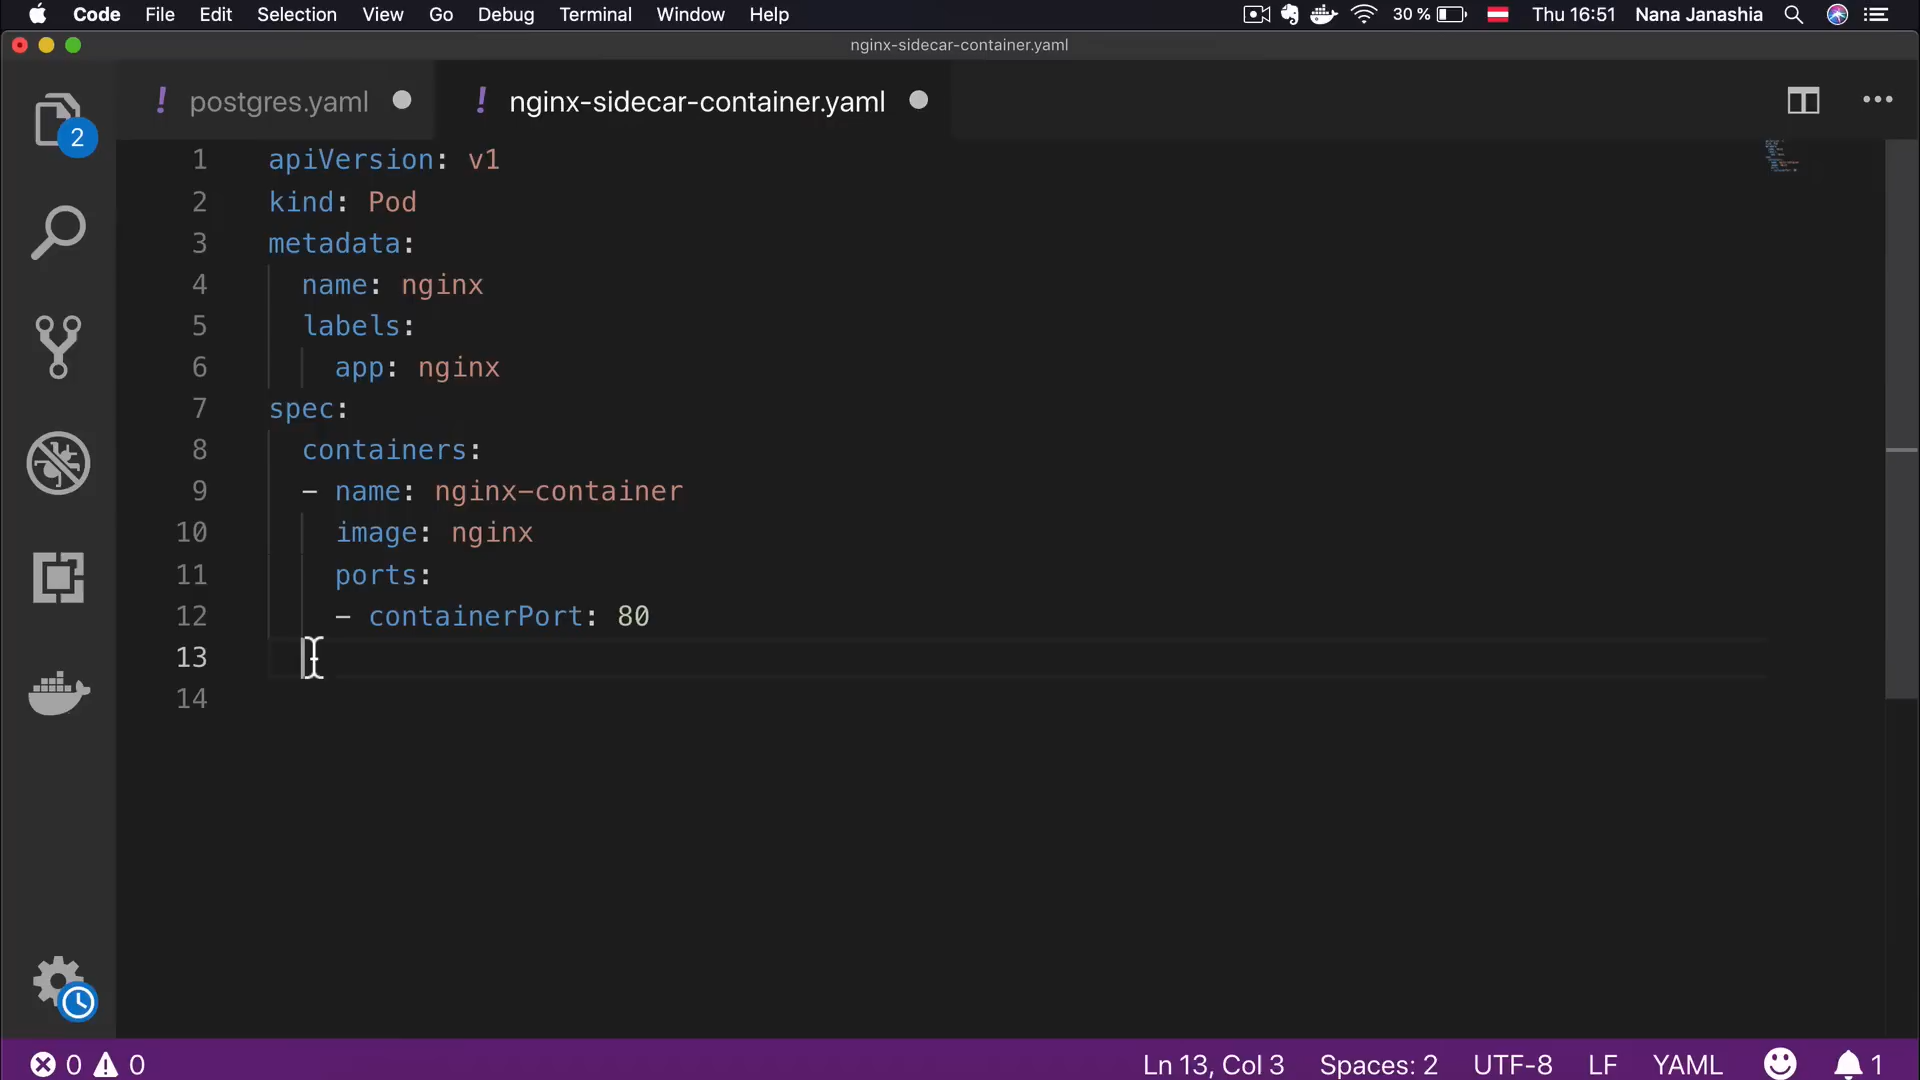 Code File Edit Selection View Go Debug Terminal Window Help 30 % Thu 16:51 Nana Janashia
nginx-sidecar-container.yaml
! postgres.yaml ! nginx-sidecar-container.yaml
2
1 apiVersion: v1
2 kind: Pod
3 metadata:
4 name: nginx
5 labels:
6 app: nginx
7 spec:
8 containers:
9 - name: nginx-container
10 image: nginx
11 ports:
12 - containerPort: 80
13
14
0 0 Ln 13, Col 3 Spaces: 2 UTF-8 LF YAML 1